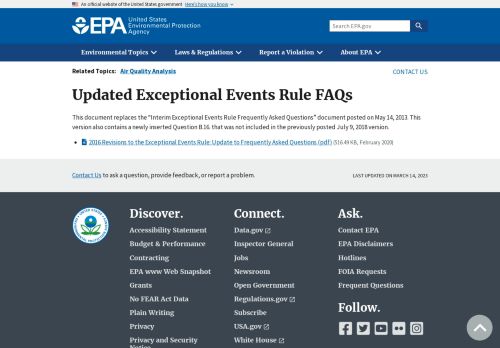 An official website of the United States government Here's how you know
EPA United States
Environmental Protection
Agency
Search EPA.gov
Environmental Topics Laws & Regulations Report a Violation About EPA
Related Topics: Air Quality Analysis
CONTACT US
Updated Exceptional Events Rule FAQs
This document replaces the "Interim Exceptional Events Rule Frequently Asked Questions" document posted on May 14, 2013. This
version also contains a newly inserted Question B.16. that was not included in the previously posted July 9, 2018 version.
2016 Revisions to the Exceptional Events Rule: Update to Frequently Asked Questions (pdf) (516.49 KB, February 2020)
Contact Us to ask a question, provide feedback, or report a problem.
LAST UPDATED ON MARCH 14, 2023
Discover.
Accessibility Statement
Budget & Performance
Contracting
EPA www Web Snapshot
Grants
No FEAR Act Data
Plain Writing
Privacy
Privacy and Security
Notice
Connect.
Data.gov
Inspector General
Jobs
Newsroom
Open Government
Regulations.gov
Subscribe
USA.gov
White House
Ask.
Contact EPA
EPA Disclaimers
Hotlines
FOIA Requests
Frequent Questions
Follow.